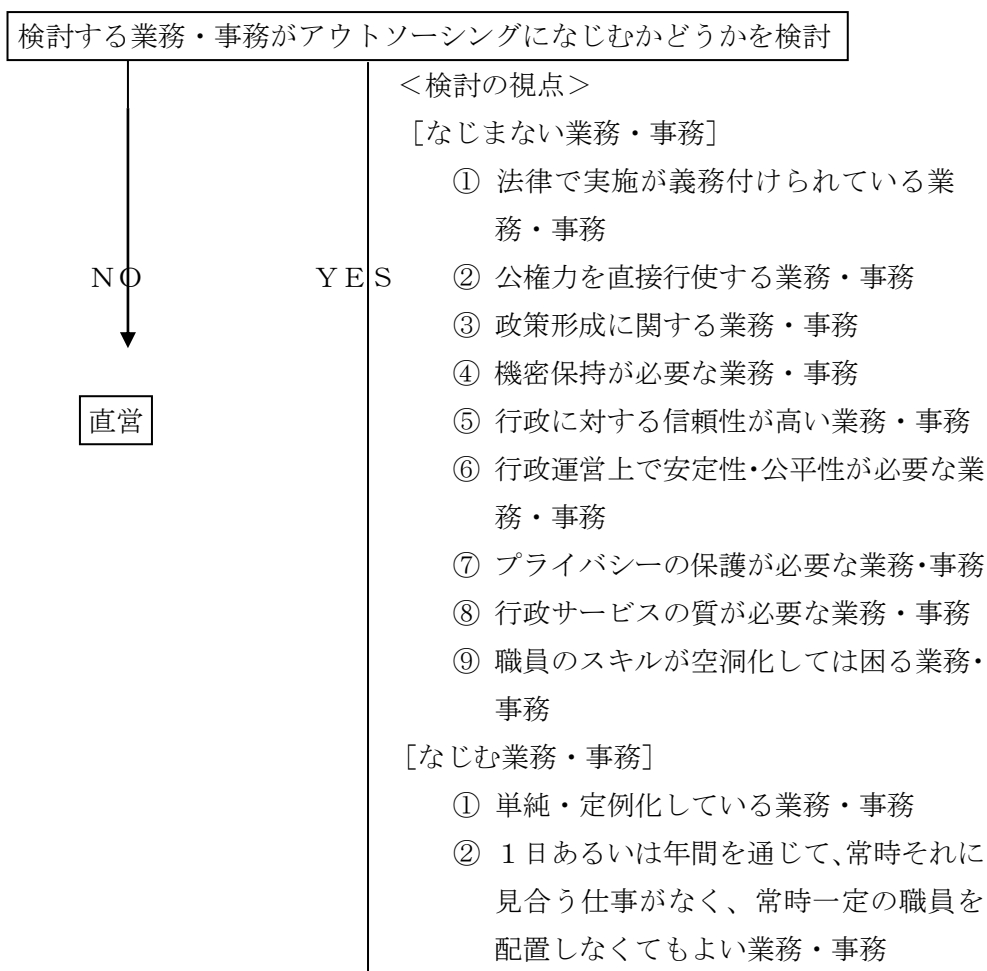 検討する業務・事務がアウトソーシングになじむかどうかを検討
＜検討の視点＞
［なじまない業務・事務］
① 法律で実施が義務付けられている業
務・事務
ＮＯ
ＹＥＳ
② 公権力を直接行使する業務・事務
③ 政策形成に関する業務・事務
④ 機密保持が必要な業務・事務
直営
⑤ 行政に対する信頼性が高い業務・事務
⑥ 行政運営上で安定性･公平性が必要な業
務・事務
⑦ プライバシーの保護が必要な業務･事務
⑧ 行政サービスの質が必要な業務・事務
⑨ 職員のスキルが空洞化しては困る業務･
事務
［なじむ業務・事務］
① 単純・定例化している業務・事務
② １日あるいは年間を通じて､常時それに
見合う仕事がなく、常時一定の職員を
配置しなくてもよい業務・事務